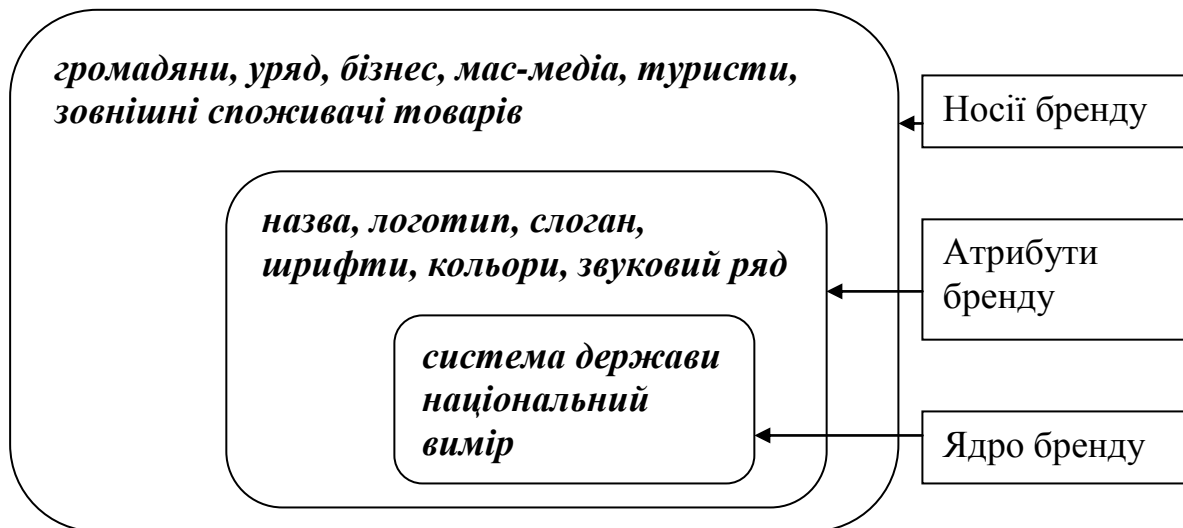 громадяни, уряд, бізнес, мас-медіа, туристи,
зовнішні споживачі товарів
Носії бренду
назва, логотип, слоган,
шрифти, кольори, звуковий ряд
Атрибути
бренду
система держави
національний
вимір
Ядро бренду